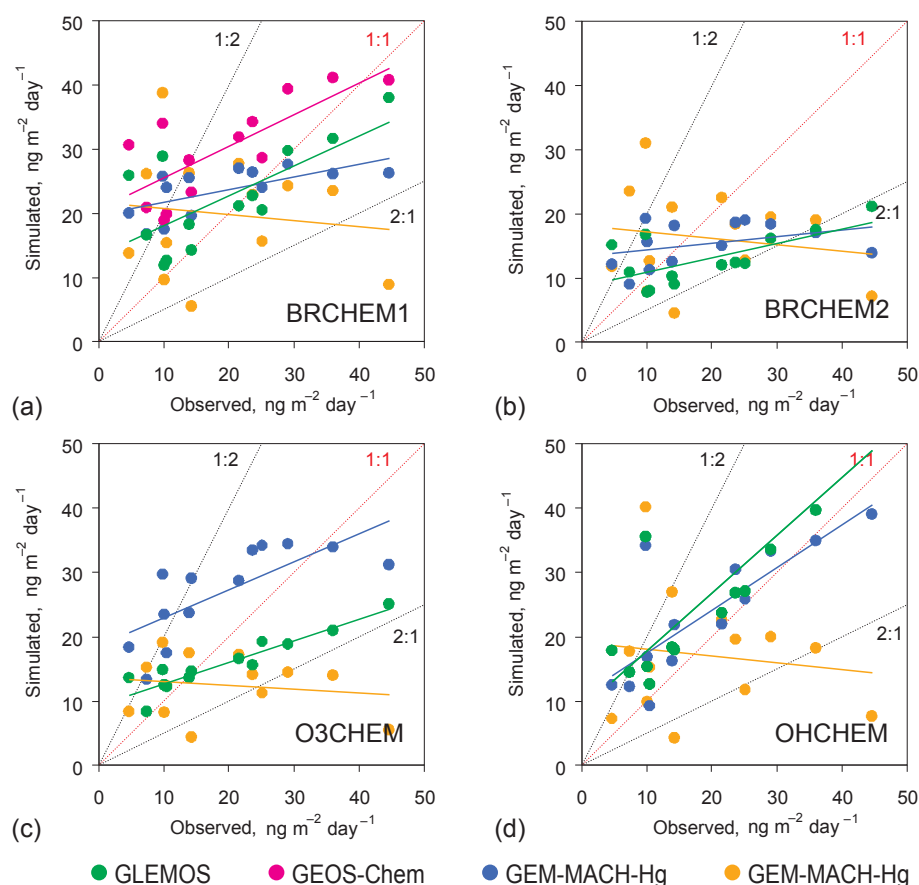 50
40
30
20
10
0
Simulated, ng m⁻² day⁻¹
1:2
1:1
2:1
BRCHEM1
0 10 20 30 40 50
(a) Observed, ng m⁻² day⁻¹
50
40
30
20
10
0
Simulated, ng m⁻² day⁻¹
1:2
1:1
2:1
BRCHEM2
0 10 20 30 40 50
(b) Observed, ng m⁻² day⁻¹
50
40
30
20
10
0
Simulated, ng m⁻² day⁻¹
1:2
1:1
2:1
O3CHEM
0 10 20 30 40 50
(c) Observed, ng m⁻² day⁻¹
50
40
30
20
10
0
Simulated, ng m⁻² day⁻¹
1:2
1:1
2:1
OHCHEM
0 10 20 30 40 50
(d) Observed, ng m⁻² day⁻¹
GLEMOS GEOS-Chem GEM-MACH-Hg GEM-MACH-Hg